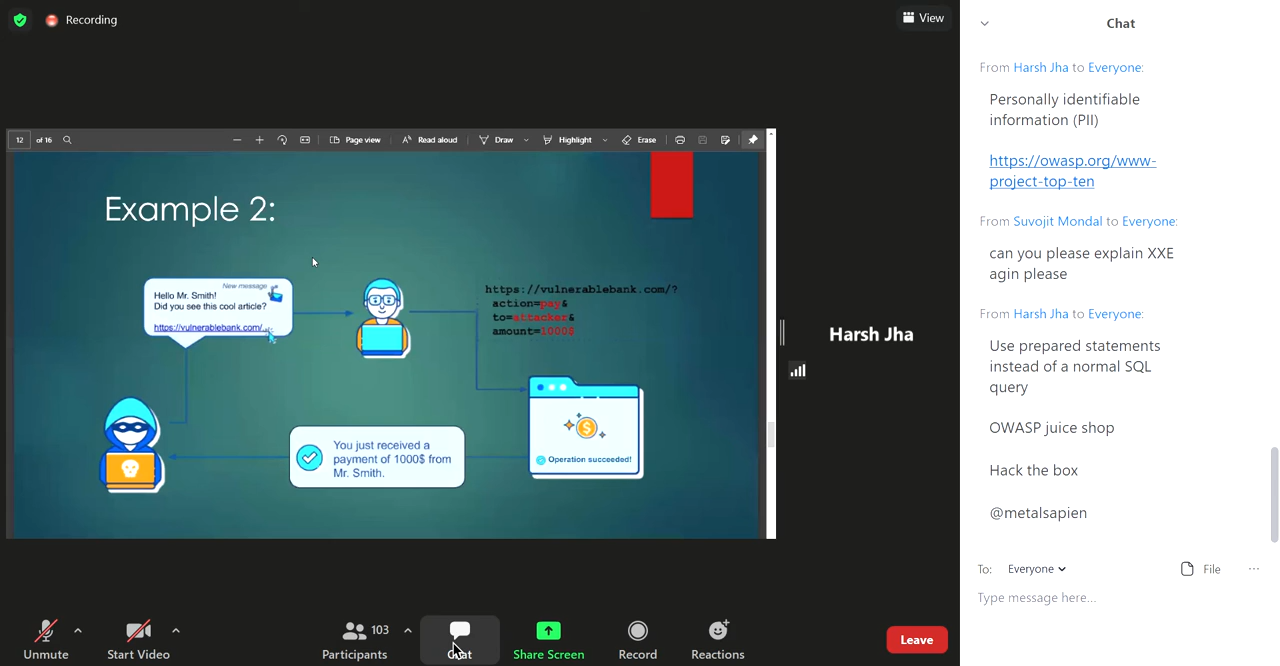 Recording
View
Chat
From Harsh Jha to Everyone:
Personally identifiable
information (PII)
https://owasp.org/www-
project-top-ten
From Suvojit Mondal to Everyone:
can you please explain XXE
agin please
From Harsh Jha to Everyone:
Use prepared statements
instead of a normal SQL
query
OWASP juice shop
Hack the box
@metalsapien
To: Everyone File ...
Type message here...
12 of 16 Page view Read aloud Draw Highlight Erase
Example 2:
New message
Hello Mr. Smith!
Did you see this cool article?
https://vulnerablebank.com/...
https://vulnerablebank.com/?
action=pay&
to=attacker&
amount=1000$
$
Operation succeeded!
You just received a
payment of 1000$ from
Mr. Smith.
Harsh Jha
103
Unmute Start Video Participants Chat Share Screen Record Reactions Leave